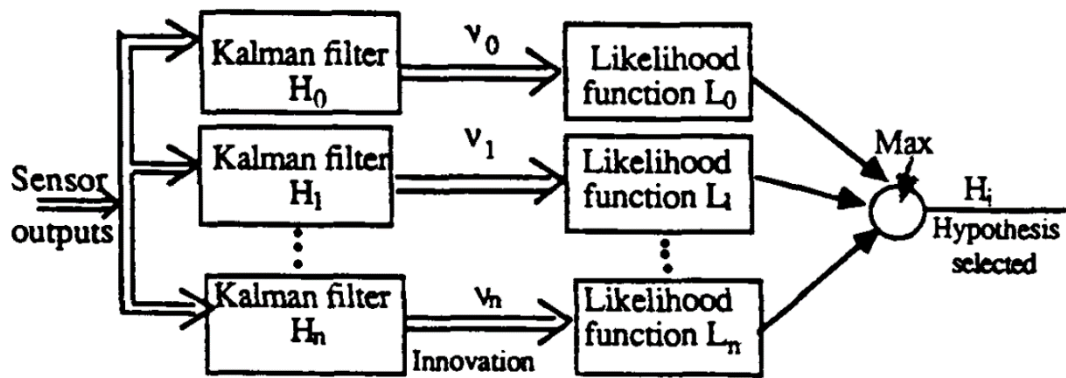 Kalman filter
H₀
ν₀
Likelihood
function L₀
Kalman filter
H₁
ν₁
Likelihood
function L₁
Max
Sensor
outputs
Hᵢ
Hypothesis
selected
Kalman filter
Hₙ
νₙ
Innovation
Likelihood
function Lₙ